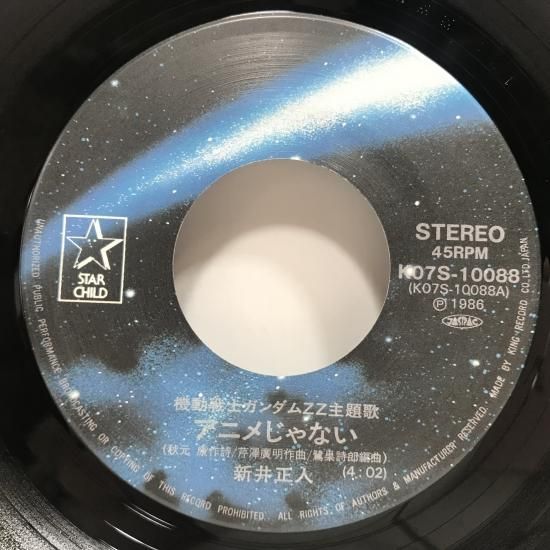 STAR
CHILD
STEREO
45RPM
K07S-10088
(K07S-10088A)
Ⓟ1986
JASRAC
機動戦士ガンダムZZ主題歌
アニメじゃない
(秋元 康作詩/芹澤廣明作曲/鷺巣詩郎編曲)
新井正人 (4:02)
UNAUTHORIZED PUBLIC PERFORMANCE BROADCASTING OR COPYING OF THIS RECORD PROHIBITED. ALL RIGHTS OF AUTHORS & MANUFACTURER RESERVED. MADE BY KING RECORD CO.,LTD.JAPAN